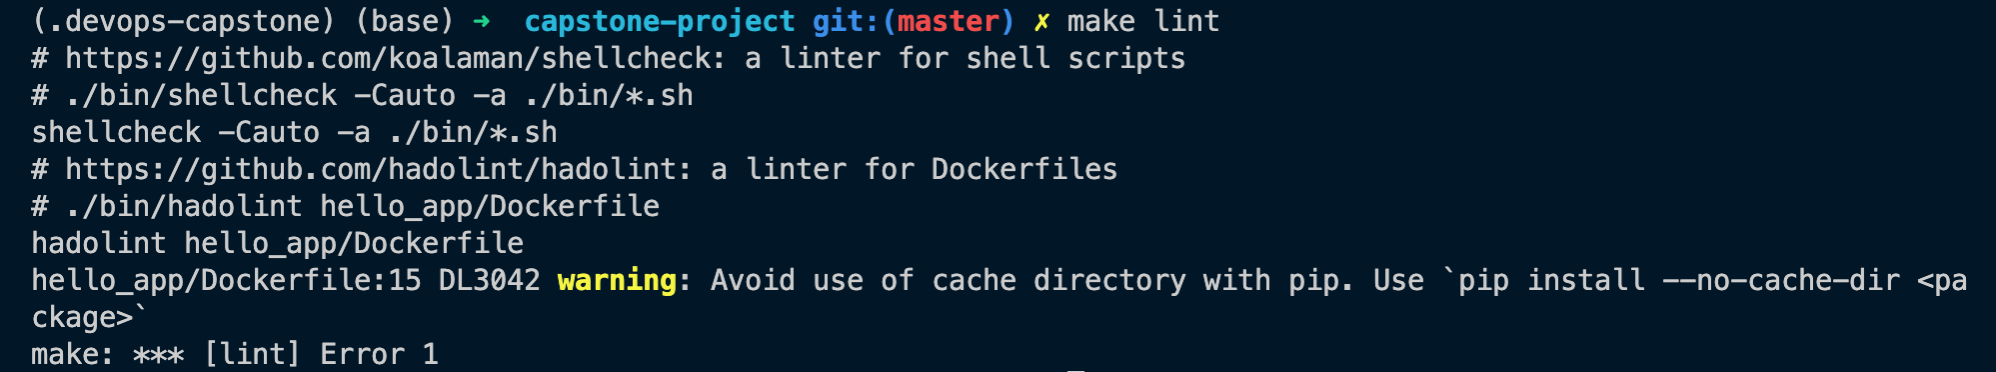 (.devops-capstone) (base) ➜  capstone-project git:(master) ✗ make lint
# https://github.com/koalaman/shellcheck: a linter for shell scripts
# ./bin/shellcheck -Cauto -a ./bin/*.sh
shellcheck -Cauto -a ./bin/*.sh
# https://github.com/hadolint/hadolint: a linter for Dockerfiles
# ./bin/hadolint hello_app/Dockerfile
hadolint hello_app/Dockerfile
hello_app/Dockerfile:15 DL3042 warning: Avoid use of cache directory with pip. Use `pip install --no-cache-dir <pa
ckage>`
make: *** [lint] Error 1